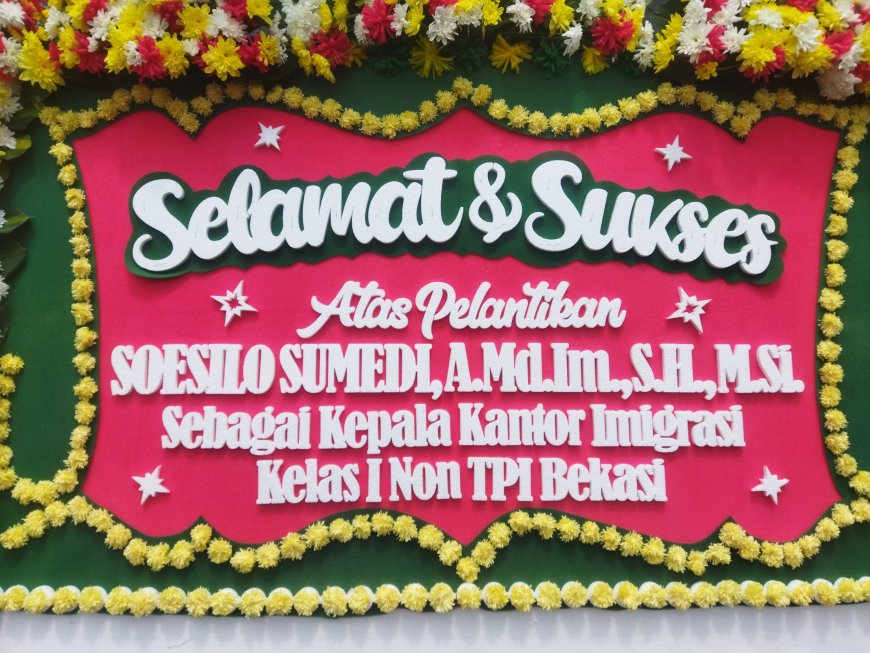 Selamat & Sukses
Atas Pelantikan
SOESILO SUMEDI, A.Md.Im., S.H., M.Si.
Sebagai Kepala Kantor Imigrasi
Kelas I Non TPI Bekasi